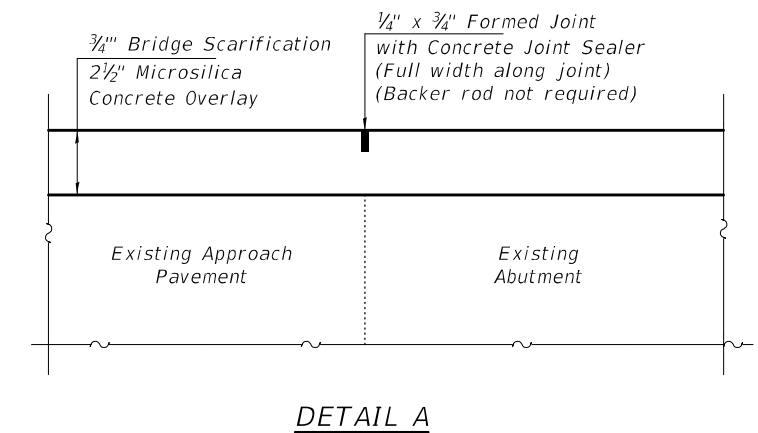 ¾"' Bridge Scarification
2½" Microsilica
Concrete Overlay
¼" x ¾" Formed Joint
with Concrete Joint Sealer
(Full width along joint)
(Backer rod not required)
Existing Approach
Pavement
Existing
Abutment
DETAIL A